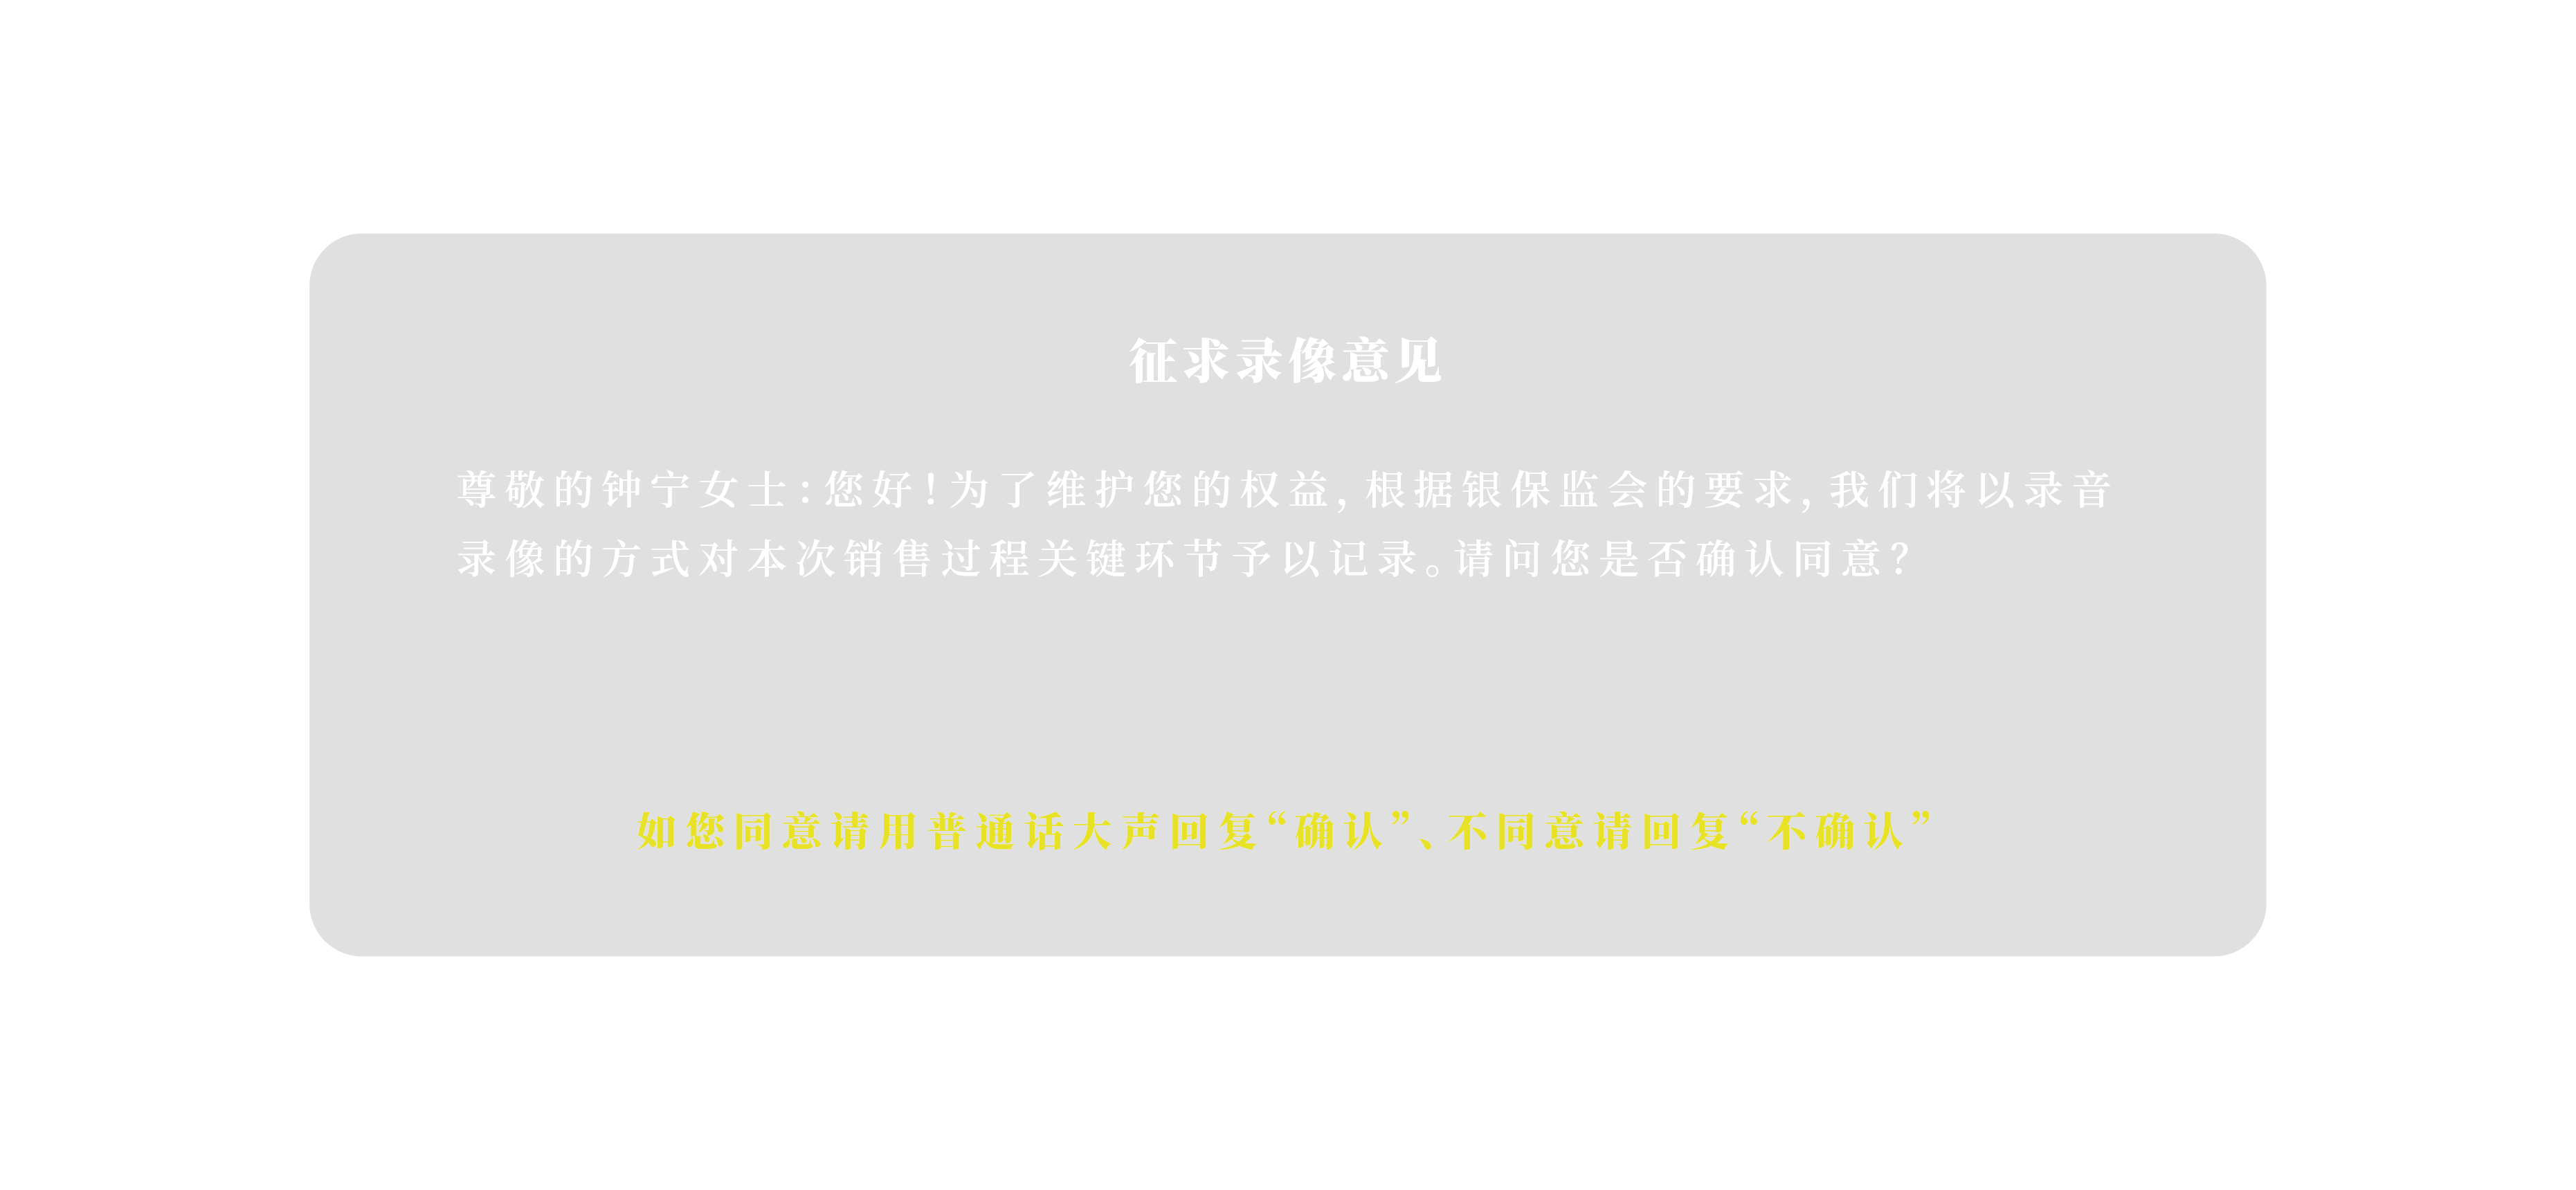 征求录像意见
尊敬的钟宁女士：您好！为了维护您的权益，根据银保监会的要求，我们将以录音
录像的方式对本次销售过程关键环节予以记录。请问您是否确认同意？
如您同意请用普通话大声回复“确认”、不同意请回复“不确认”